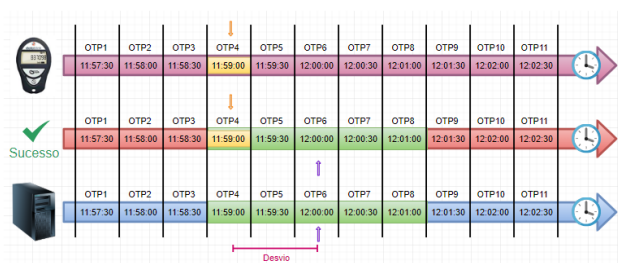 OTP1 OTP2 OTP3 OTP4 OTP5 OTP6 OTP7 OTP8 OTP9 OTP10 OTP11
11:57:30 11:58:00 11:58:30 11:59:00 11:59:30 12:00:00 12:00:30 12:01:00 12:01:30 12:02:00 12:02:30
OTP1 OTP2 OTP3 OTP4 OTP5 OTP6 OTP7 OTP8 OTP9 OTP10 OTP11
11:57:30 11:58:00 11:58:30 11:59:00 11:59:30 12:00:00 12:00:30 12:01:00 12:01:30 12:02:00 12:02:30
Sucesso
OTP1 OTP2 OTP3 OTP4 OTP5 OTP6 OTP7 OTP8 OTP9 OTP10 OTP11
11:57:30 11:58:00 11:58:30 11:59:00 11:59:30 12:00:00 12:00:30 12:01:00 12:01:30 12:02:00 12:02:30
Desvio